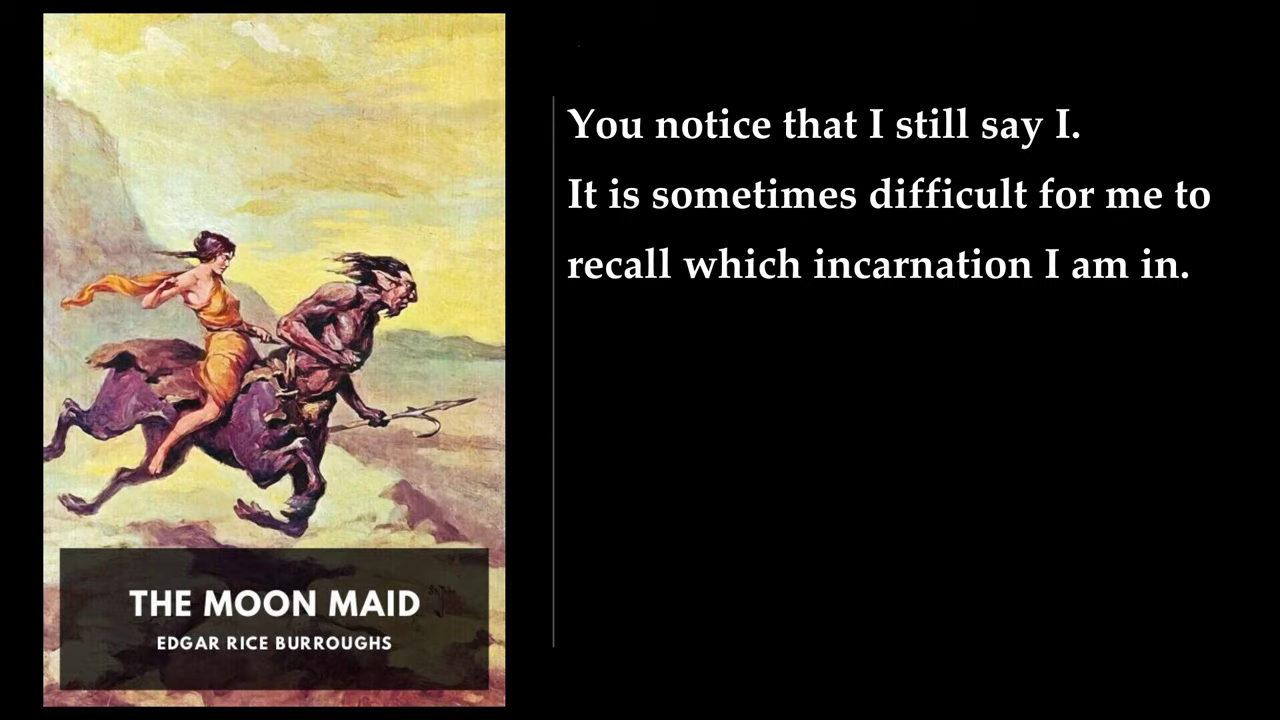 You notice that I still say I.
It is sometimes difficult for me to
recall which incarnation I am in.
THE MOON MAID
EDGAR RICE BURROUGHS